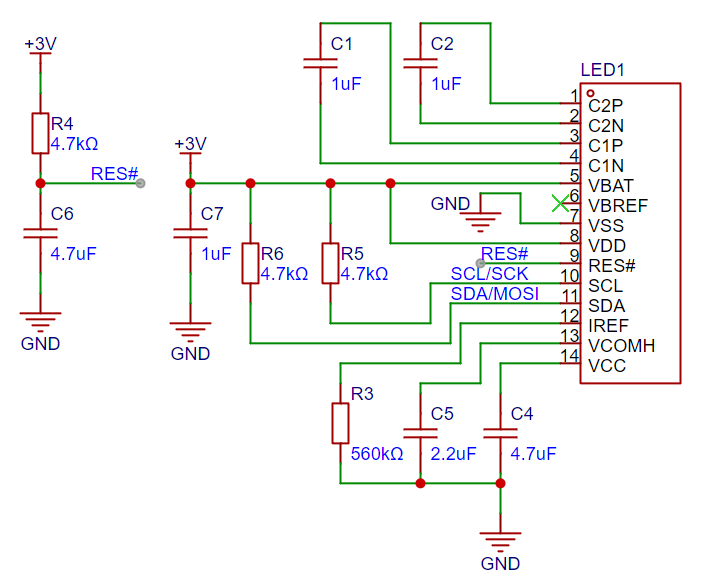 +3V
R4
4.7kΩ
RES#
C6
4.7uF
GND
+3V
C7
1uF
GND
R6
4.7kΩ
R5
4.7kΩ
C1
1uF
C2
1uF
GND
RES#
SCL/SCK
SDA/MOSI
R3
560kΩ
C5
2.2uF
C4
4.7uF
GND
LED1
1 C2P
2 C2N
3 C1P
4 C1N
5 VBAT
6 VBREF
7 VSS
8 VDD
9 RES#
10 SCL
11 SDA
12 IREF
13 VCOMH
14 VCC